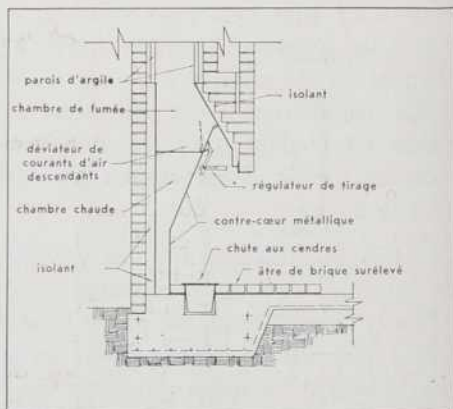 parois d'argile
chambre de fumée
déviateur de
courants d'air
descendants
chambre chaude
isolant
isolant
régulateur de tirage
contre-cœur métallique
chute aux cendres
âtre de brique surélevé